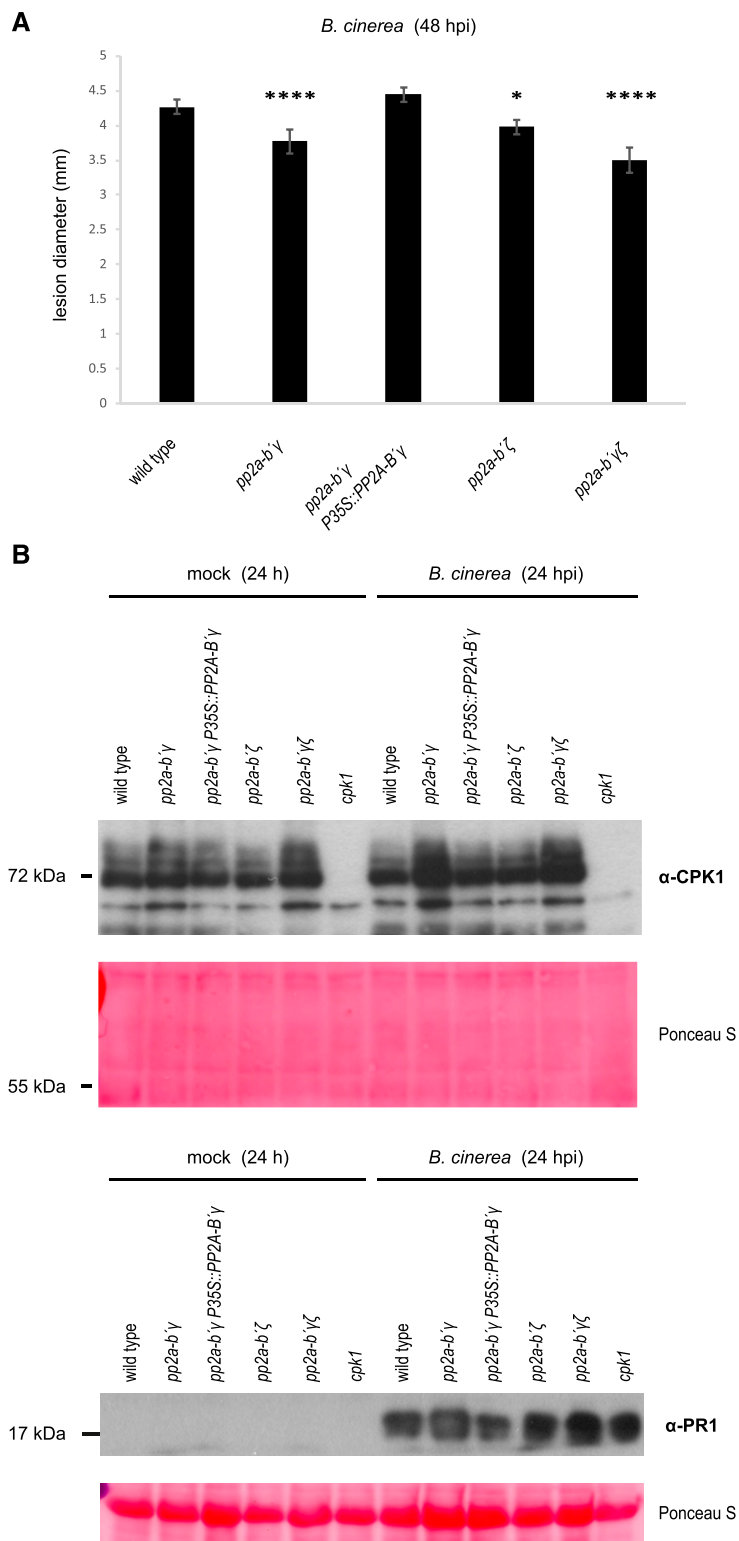 A
B. cinerea (48 hpi)
5
4.5
4
3.5
3
2.5
2
1.5
1
0.5
0
lesion diameter (mm)
****
*
****
wild type
pp2a-b´γ
pp2a-b´γ
P35S::PP2A-B´γ
pp2a-b´ζ
pp2a-b´γζ
B
mock (24 h)
B. cinerea (24 hpi)
wild type
pp2a-b´γ
pp2a-b´γ P35S::PP2A-B´γ
pp2a-b´ζ
pp2a-b´γζ
cpk1
wild type
pp2a-b´γ
pp2a-b´γ P35S::PP2A-B´γ
pp2a-b´ζ
pp2a-b´γζ
cpk1
72 kDa
α-CPK1
Ponceau S
55 kDa
mock (24 h)
B. cinerea (24 hpi)
wild type
pp2a-b´γ
pp2a-b´γ P35S::PP2A-B´γ
pp2a-b´ζ
pp2a-b´γζ
cpk1
wild type
pp2a-b´γ
pp2a-b´γ P35S::PP2A-B´γ
pp2a-b´ζ
pp2a-b´γζ
cpk1
17 kDa
α-PR1
Ponceau S